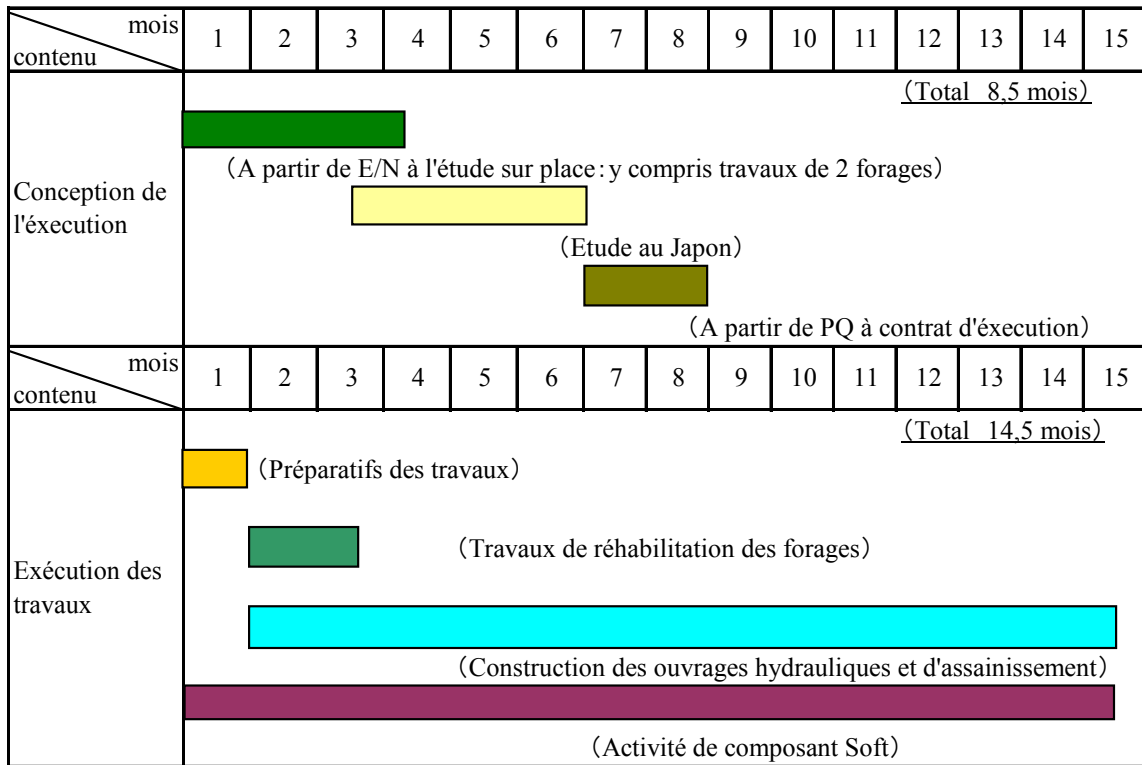 mois
contenu
1 2 3 4 5 6 7 8 9 10 11 12 13 14 15
Conception de
l'éxecution
(Total 8,5 mois)
(A partir de E/N à l'étude sur place : y compris travaux de 2 forages)
(Etude au Japon)
(A partir de PQ à contrat d'éxecution)
mois
contenu
1 2 3 4 5 6 7 8 9 10 11 12 13 14 15
Exécution des
travaux
(Total 14,5 mois)
(Préparatifs des travaux)
(Travaux de réhabilitation des forages)
(Construction des ouvrages hydrauliques et d'assainissement)
(Activité de composant Soft)